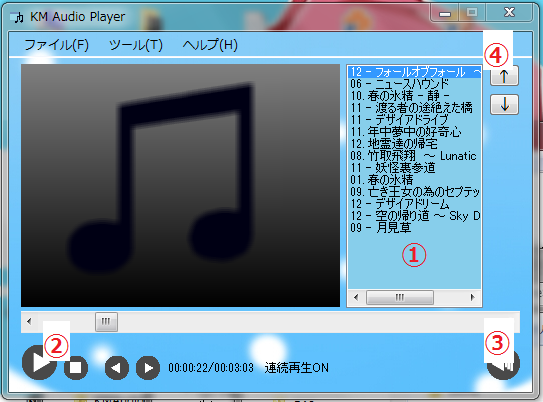 KM Audio Player
ファイル(F) ツール(T) ヘルプ(H)
④
12 - フォールオブフォール ～
06 - ニュースハウンド
10. 春の氷精 - 静 -
11 - 渡る者の途絶えた橋
11 - デザイアドライブ
11. 年中夢中の好奇心
12. 地霊達の帰宅
08. 竹取飛翔 ～ Lunatic
11 - 妖怪裏参道
01. 春の氷精
09. 亡き王女の為のセプテッ
12 - デザイアドリーム
12 - 空の帰り道 ～ Sky D
09 - 月見草
①
② ③
00:00:22/00:03:03 連続再生ON